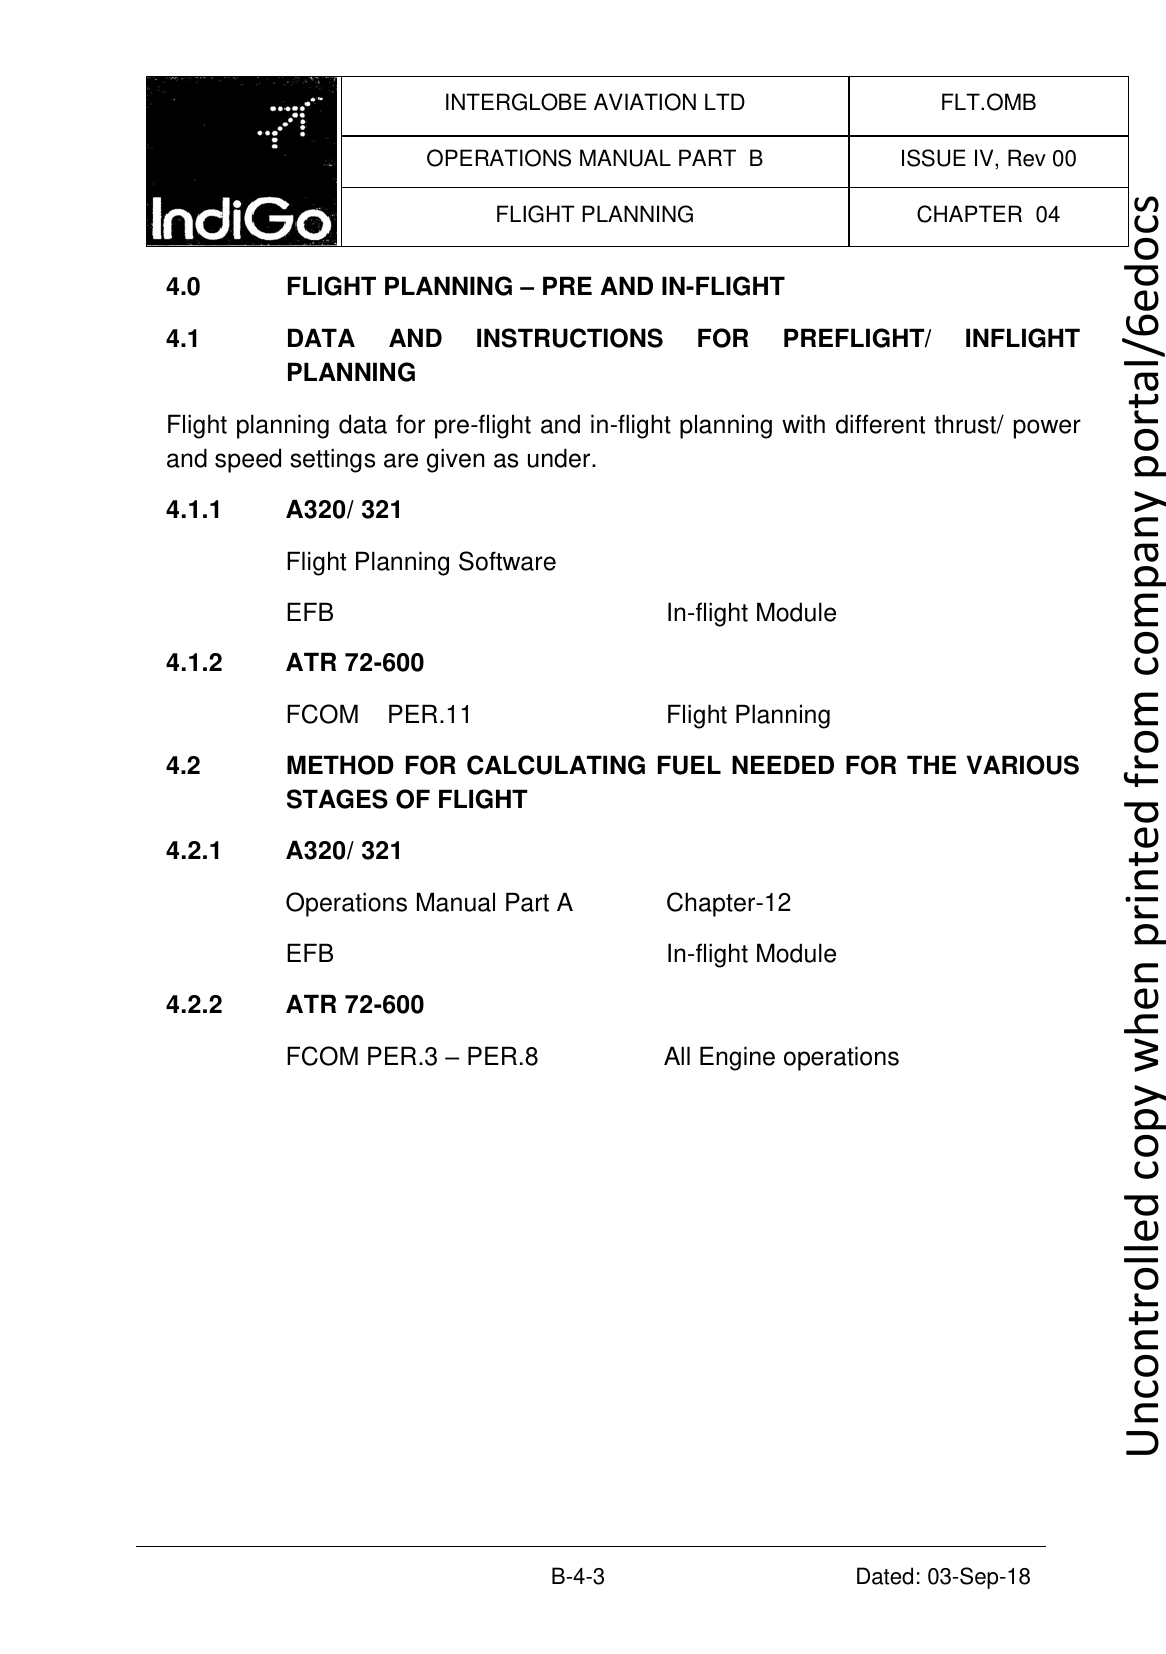 IndiGo
INTERGLOBE AVIATION LTD
FLT.OMB
OPERATIONS MANUAL PART B
ISSUE IV, Rev 00
FLIGHT PLANNING
CHAPTER 04
4.0 FLIGHT PLANNING – PRE AND IN-FLIGHT
4.1 DATA AND INSTRUCTIONS FOR PREFLIGHT/ INFLIGHT
PLANNING
Flight planning data for pre-flight and in-flight planning with different thrust/ power
and speed settings are given as under.
4.1.1 A320/ 321
Flight Planning Software
EFB In-flight Module
4.1.2 ATR 72-600
FCOM PER.11 Flight Planning
4.2 METHOD FOR CALCULATING FUEL NEEDED FOR THE VARIOUS
STAGES OF FLIGHT
4.2.1 A320/ 321
Operations Manual Part A Chapter-12
EFB In-flight Module
4.2.2 ATR 72-600
FCOM PER.3 – PER.8 All Engine operations
B-4-3 Dated: 03-Sep-18
Uncontrolled copy when printed from company portal/6edocs